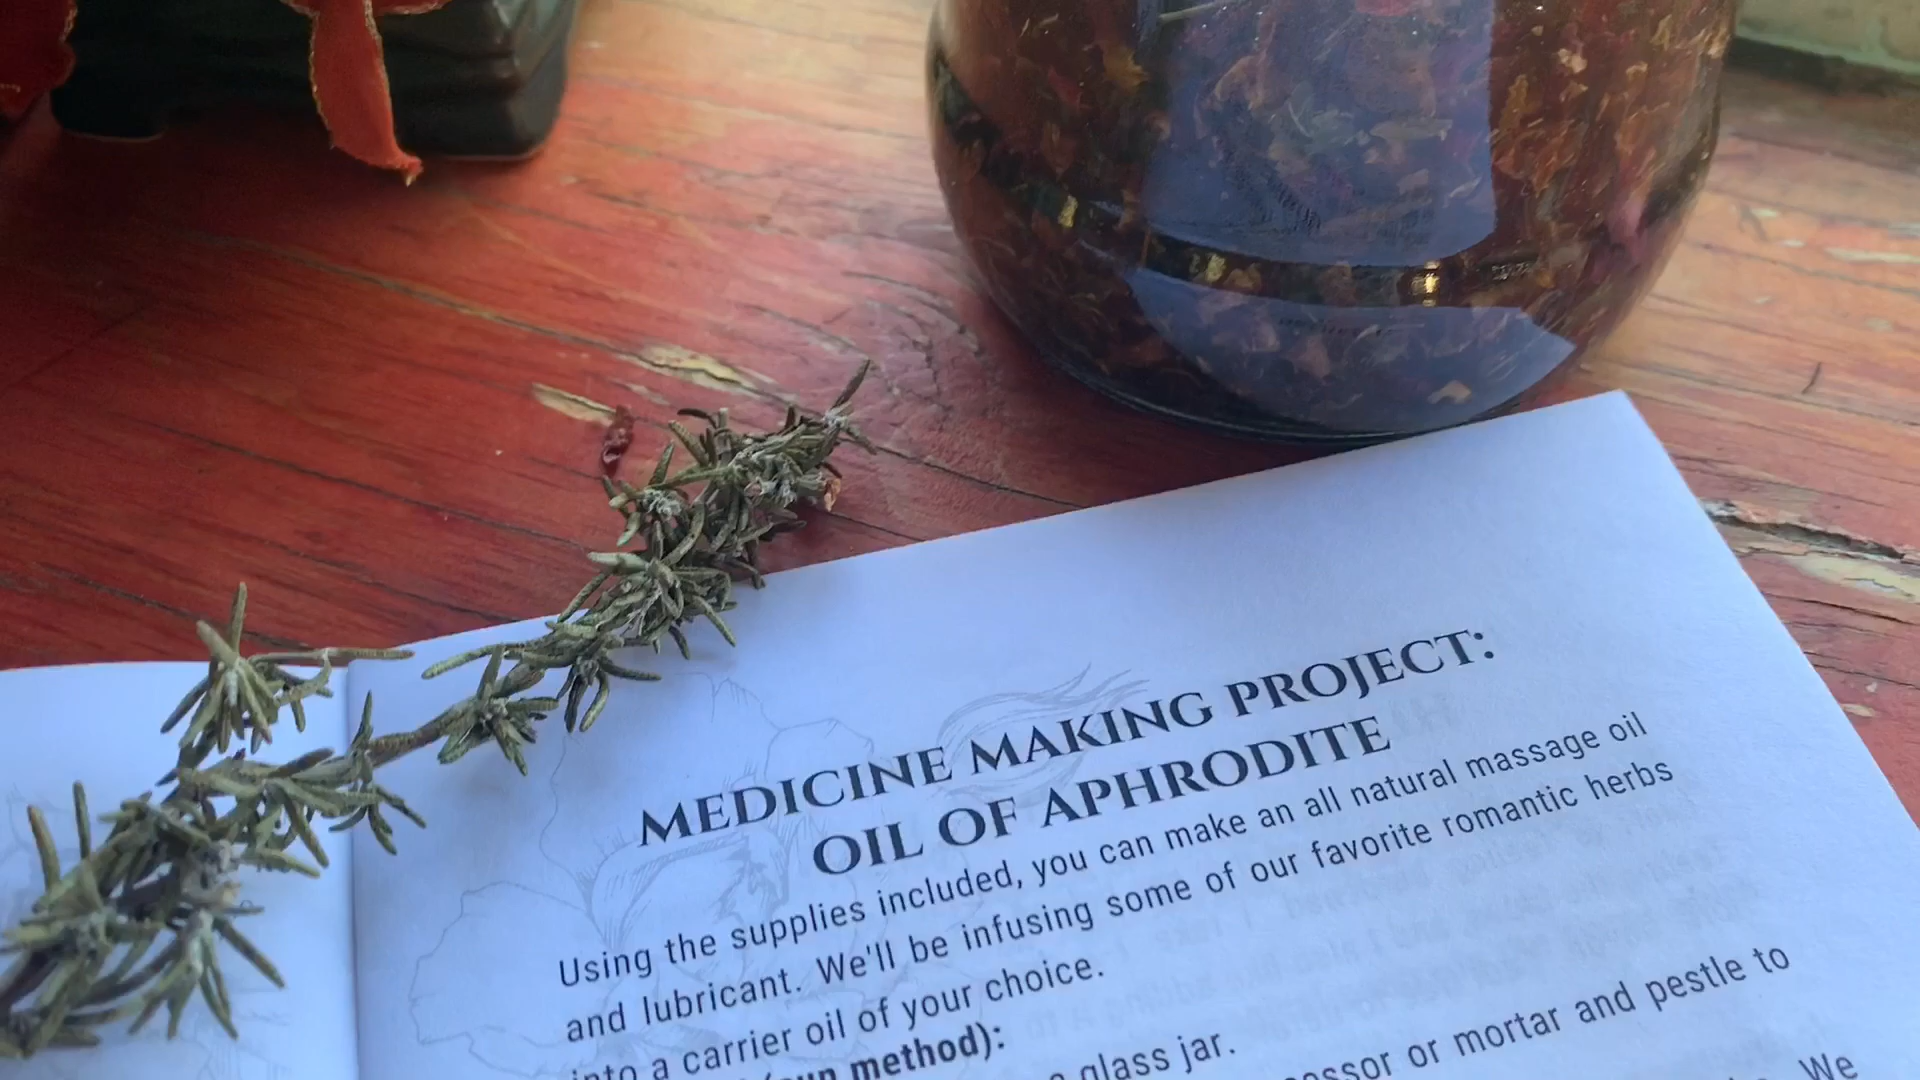 MEDICINE MAKING PROJECT:
OIL OF APHRODITE
Using the supplies included, you can make an all natural massage oil
and lubricant. We'll be infusing some of our favorite romantic herbs
into a carrier oil of your choice.
method):
glass jar.
or mortar and pestle to
We